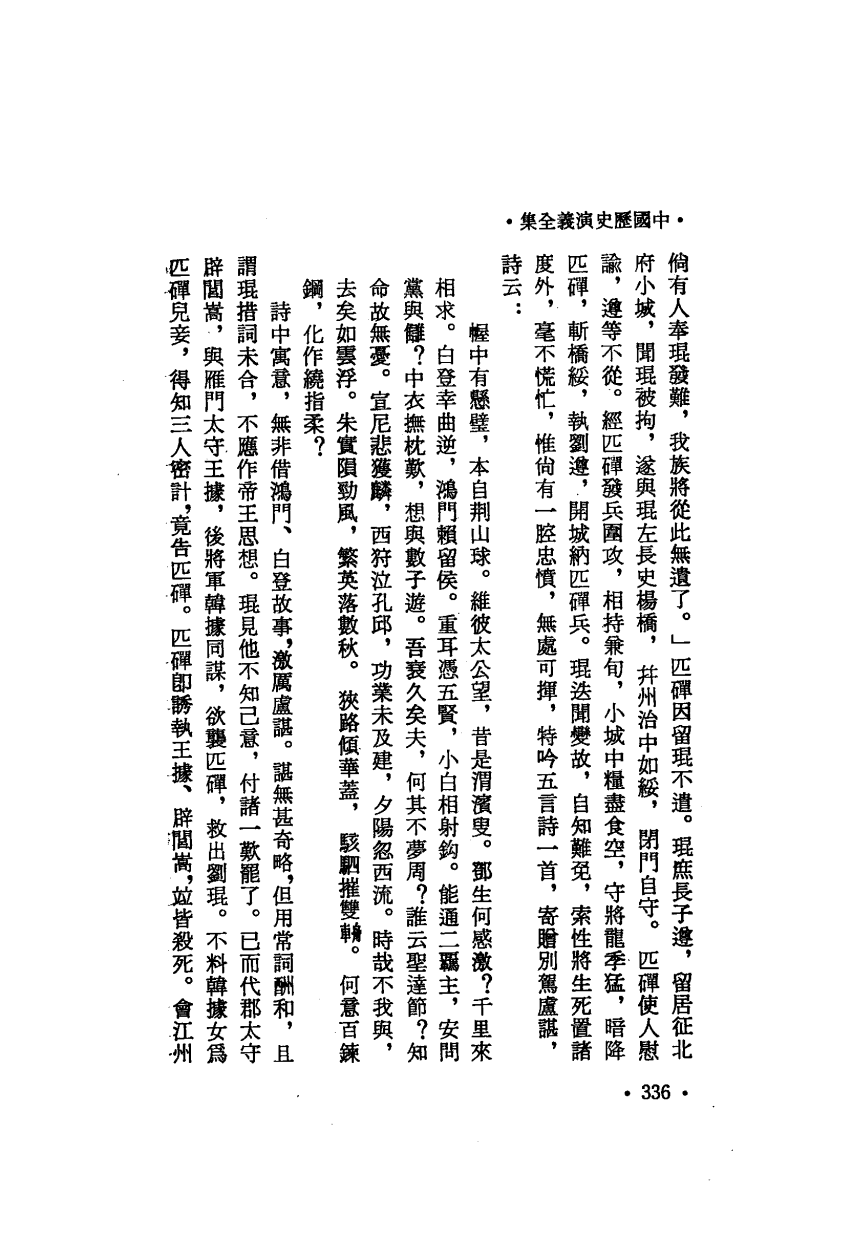 •中國歷史演義全集•
倘有人奉琨發難，我族將從此無遺了。」匹磾因留琨不遣。琨庶長子遵，留居征北
府小城，聞琨被拘，遂與琨左長史楊橋，幷州治中如綏，閉門自守。匹磾使人慰
諭，遵等不從。經匹磾發兵圍攻，相持兼旬，小城中糧盡食空，守將龍季猛，暗降
匹磾，斬橋綏，執劉遵，開城納匹磾兵。琨迭聞變故，自知難免，索性將生死置諸
度外，毫不慌忙，惟尙有一腔忠憤，無處可揮，特吟五言詩一首，寄贈別駕盧諶，
詩云：
幄中有懸璧，本自荆山球。維彼太公望，昔是渭濱叟。鄧生何感激？千里來
相求。白登幸曲逆，鴻門賴留侯。重耳憑五賢，小白相射鈎。能通二霸主，安問
黨與讎？中衣撫枕歎，想與數子遊。吾衰久矣夫，何其不夢周？誰云聖達節？知
命故無憂。宣尼悲獲麟，西狩泣孔邱，功業未及建，夕陽忽西流。時哉不我與，
去矣如雲浮。朱實隕勁風，繁英落數秋。狹路傾華蓋，駭駟摧雙輈。何意百鍊
鋼，化作繞指柔？
詩中寓意，無非借鴻門、白登故事，激厲盧諶。諶無甚奇略，但用常詞酬和，且
謂琨措詞未合，不應作帝王思想。琨見他不知己意，付諸一歎罷了。已而代郡太守
辟閭嵩，與雁門太守王據，後將軍韓據同謀，欲襲匹磾，救出劉琨。不料韓據女爲
匹磾兒妾，得知三人密計，竟告匹磾。匹磾卽誘執王據、辟閭嵩，竝皆殺死。會江州
•336•